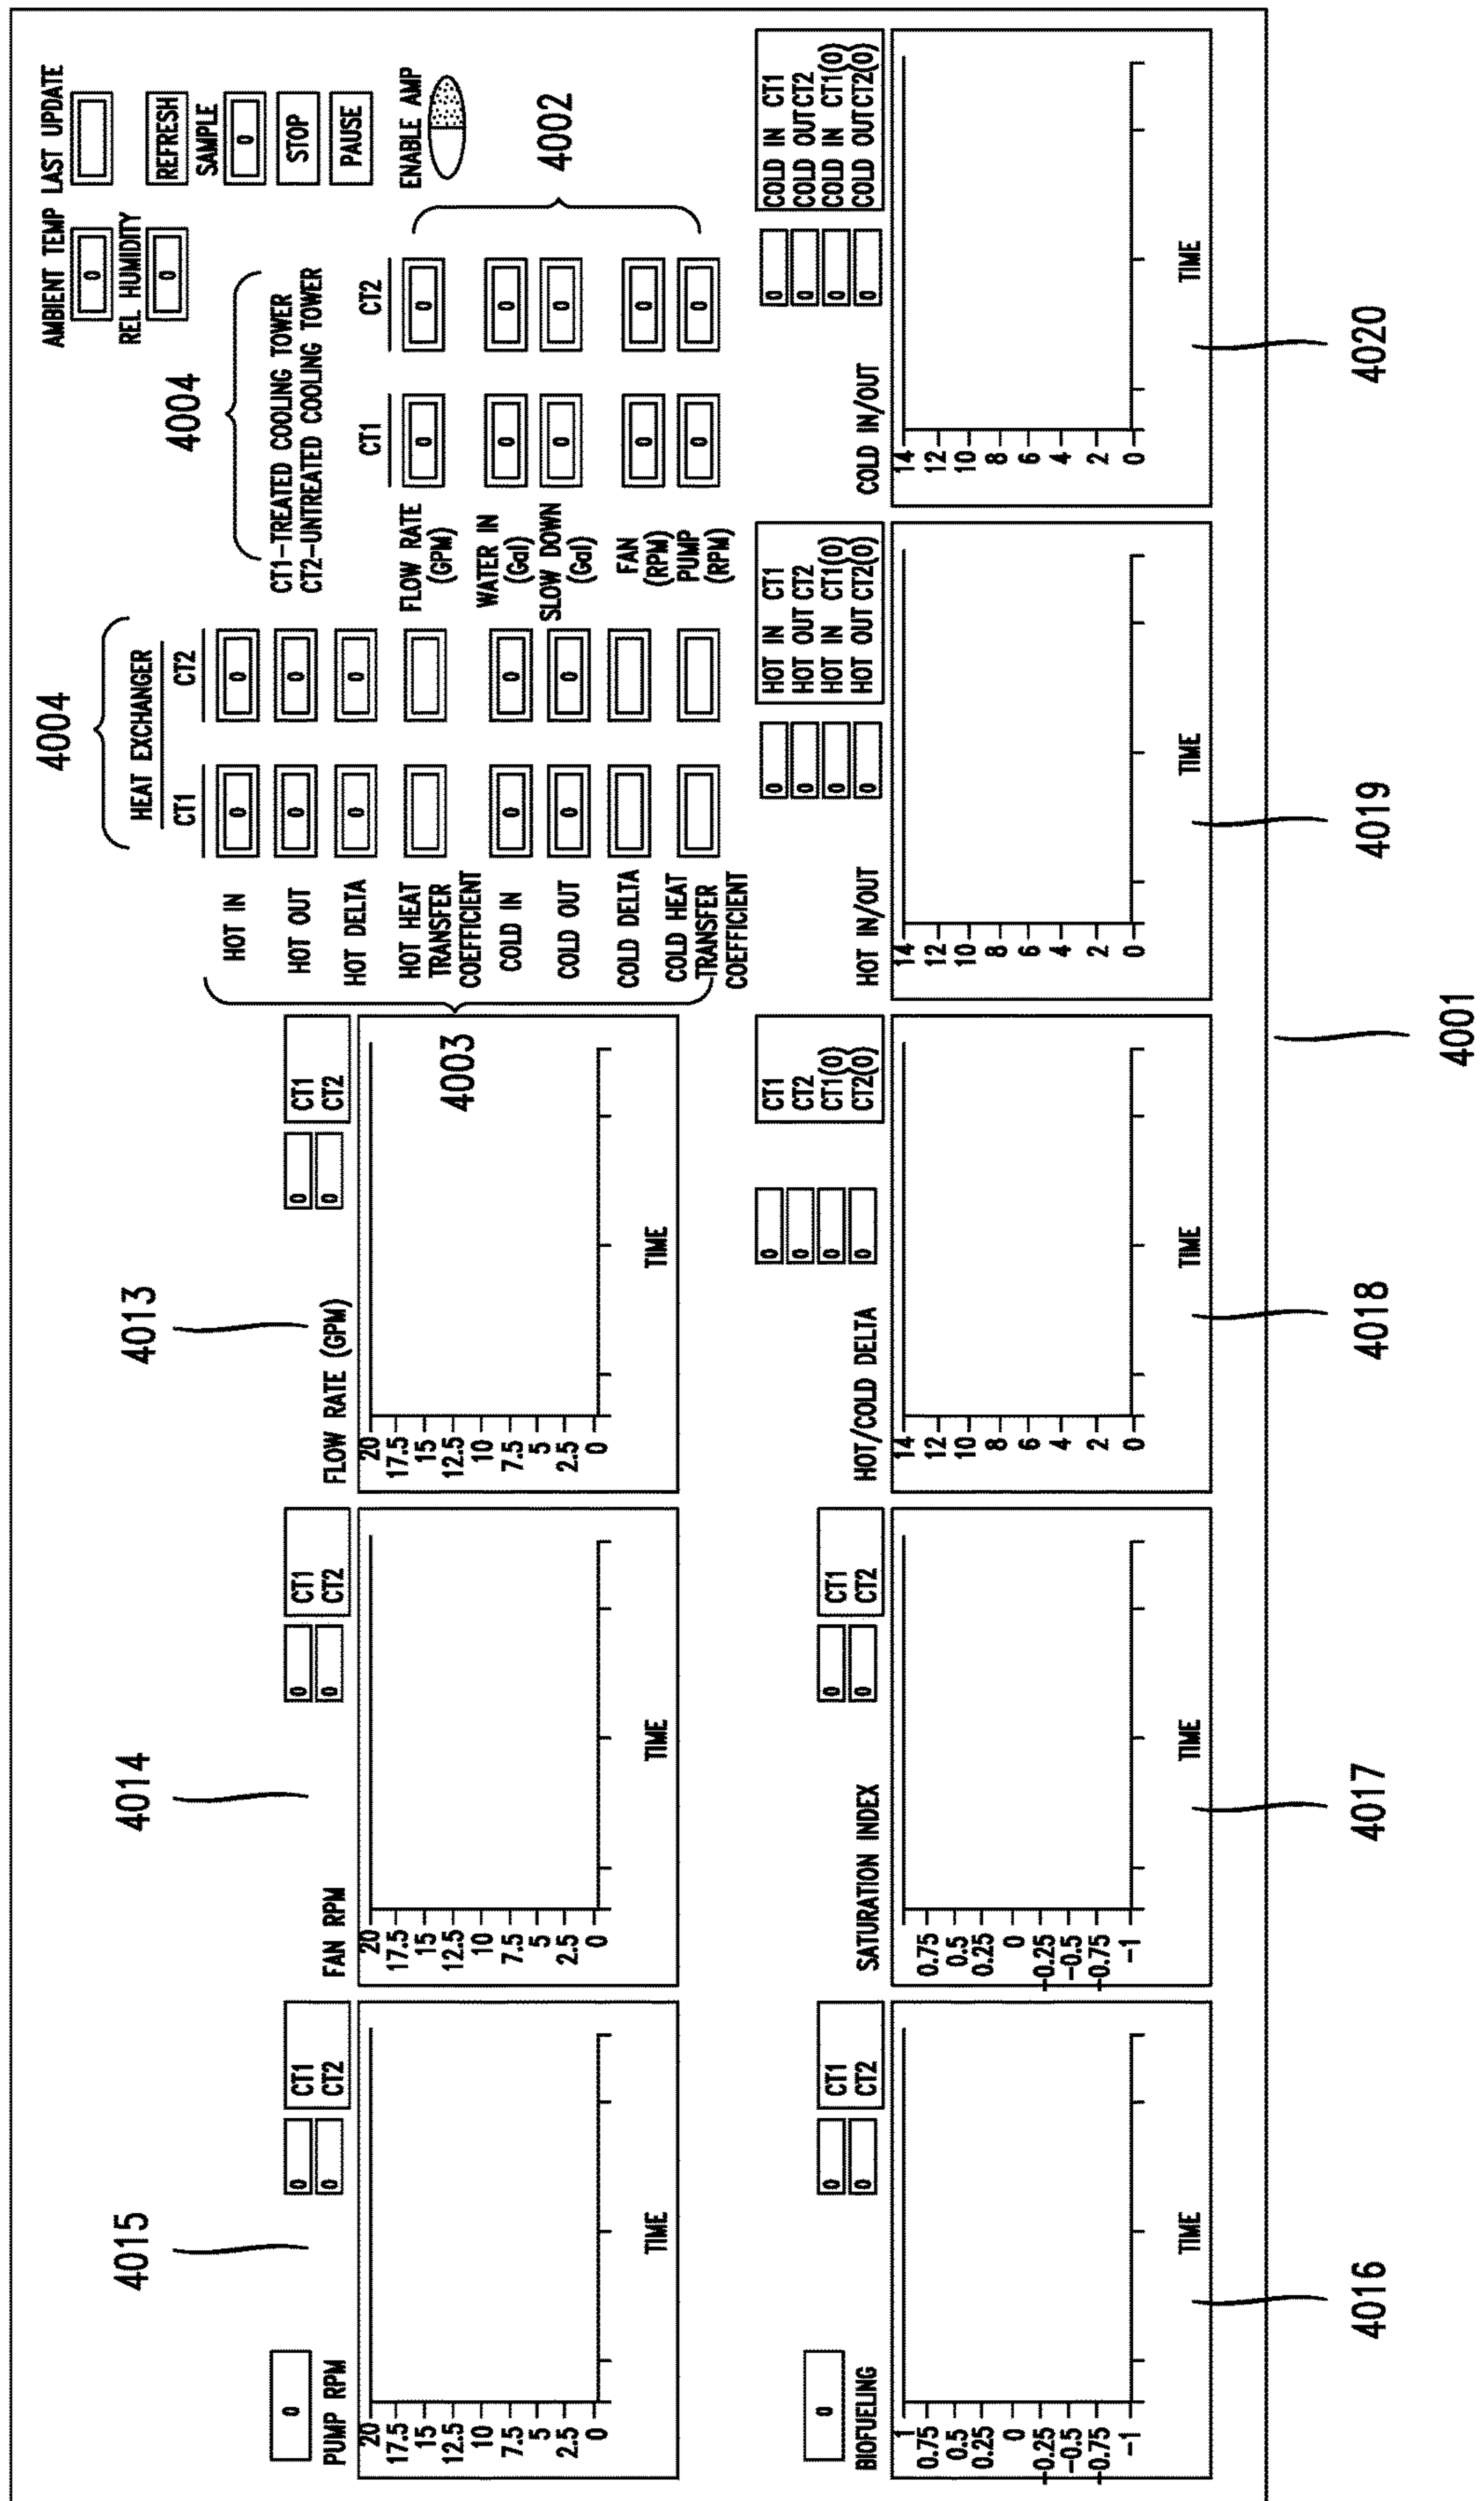 4015
4014
4013
4004
HEAT EXCHANGER
CT1 CT2
4004
CT1-TREATED COOLING TOWER
CT2-UNTREATED COOLING TOWER
AMBIENT TEMP
0
REL HUMIDITY
0
LAST UPDATE
REFRESH
SAMPLE
0
STOP
PAUSE
ENABLE AMP
4002
0
PUMP RPM
0 CT1
0 CT2
20
17.5
15
12.5
10
7.5
5
2.5
0
TIME
FAN RPM
0 CT1
0 CT2
20
17.5
15
12.5
10
7.5
5
2.5
0
TIME
FLOW RATE (GPM)
0 CT1
0 CT2
20
17.5
15
12.5
10
7.5
5
2.5
0
TIME
4003
HOT IN 0 0
HOT OUT 0 0
HOT DELTA 0 0
HOT HEAT
TRANSFER
COEFFICIENT
COLD IN 0 0
COLD OUT 0 0
COLD DELTA
COLD HEAT
TRANSFER
COEFFICIENT
CT1 CT2
FLOW RATE 0 0
(GPM)
WATER IN 0 0
(Gal)
SLOW DOWN 0 0
(Gal)
FAN 0 0
(RPM)
PUMP 0 0
(RPM)
0
BIOFUELING
0 CT1
0 CT2
1
0.75
0.5
0.25
0
-0.25
-0.5
-0.75
-1
TIME
4016
SATURATION INDEX
0 CT1
0 CT2
0.75
0.5
0.25
0
-0.25
-0.5
-0.75
-1
TIME
4017
HOT/COLD DELTA
0 CT1
0 CT2
0 CT1(0)
0 CT2(0)
14
12
10
8
6
4
2
0
TIME
4018
HOT IN/OUT
0 HOT IN CT1
0 HOT OUT CT2
0 HOT IN CT1(0)
0 HOT OUT CT2(0)
14
12
10
8
6
4
2
0
TIME
4019
COLD IN/OUT
0 COLD IN CT1
0 COLD OUT CT2
0 COLD IN CT1(0)
0 COLD OUT CT2(0)
14
12
10
8
6
4
2
0
TIME
4020
4001